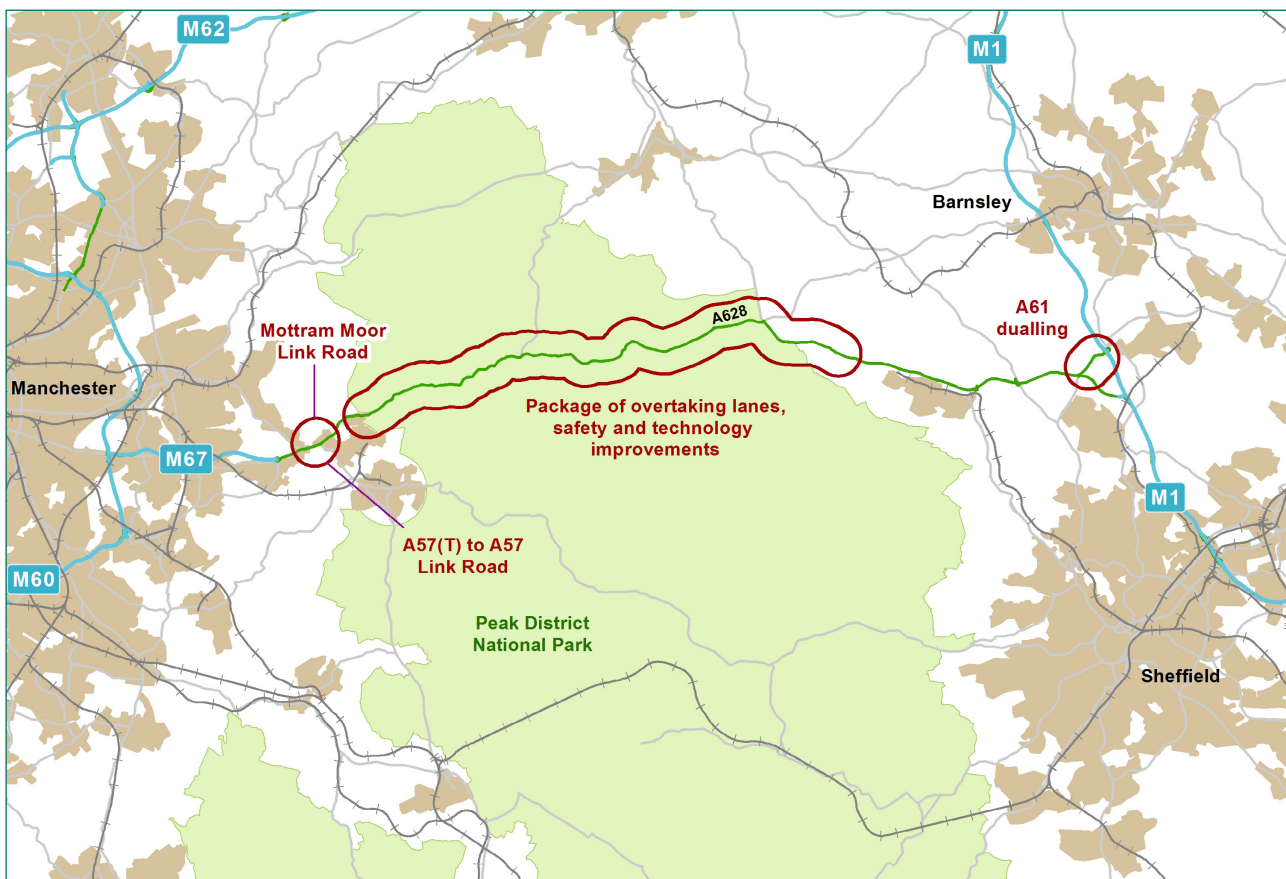 M62
M1
Barnsley
A61
dualling
A628
Mottram Moor
Link Road
Manchester
Package of overtaking lanes,
safety and technology
improvements
M67
M1
A57(T) to A57
Link Road
M60
Peak District
National Park
Sheffield